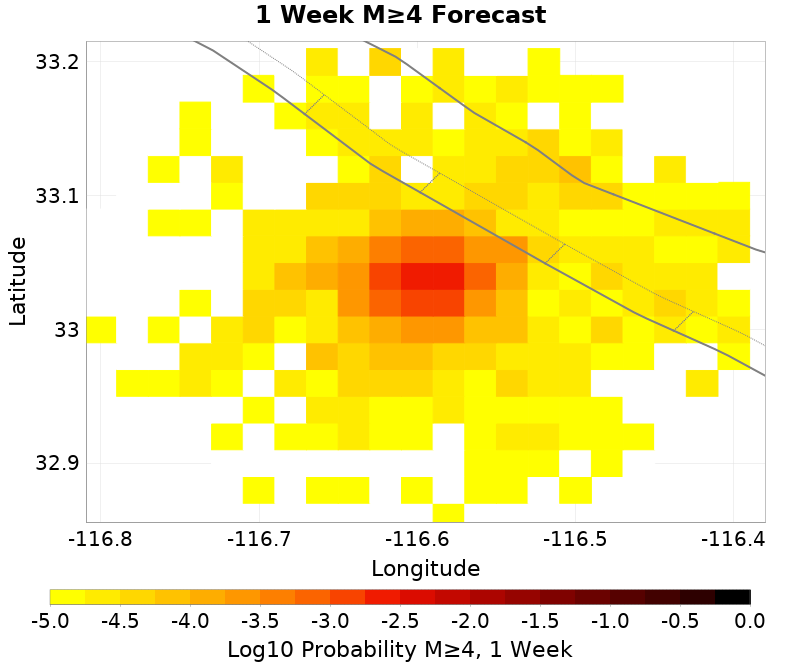 1 Week M≥4 Forecast
33.2
33.1
33
32.9
Latitude
-116.8 -116.7 -116.6 -116.5 -116.4
Longitude
-5.0 -4.5 -4.0 -3.5 -3.0 -2.5 -2.0 -1.5 -1.0 -0.5 0.0
Log10 Probability M≥4, 1 Week